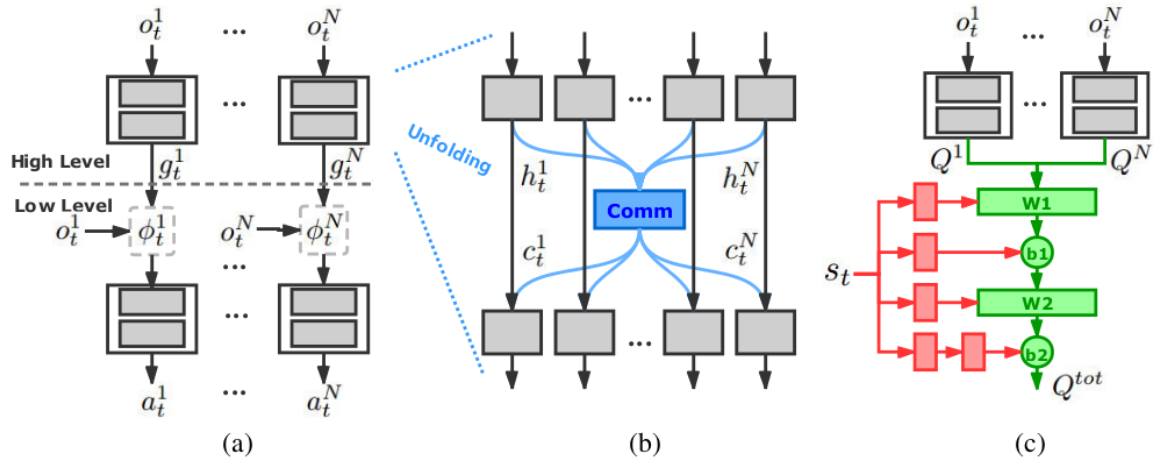 o_t^1 ... o_t^N
...
High Level
g_t^1 g_t^N
Low Level
o_t^1 ϕ_t^1 o_t^N ϕ_t^N
...
...
a_t^1 ... a_t^N
(a)
Unfolding
...
h_t^1 h_t^N
Comm
c_t^1 c_t^N
...
(b)
o_t^1 ... o_t^N
...
Q^1 Q^N
W1
b1
s_t
W2
b2
Q^{tot}
(c)